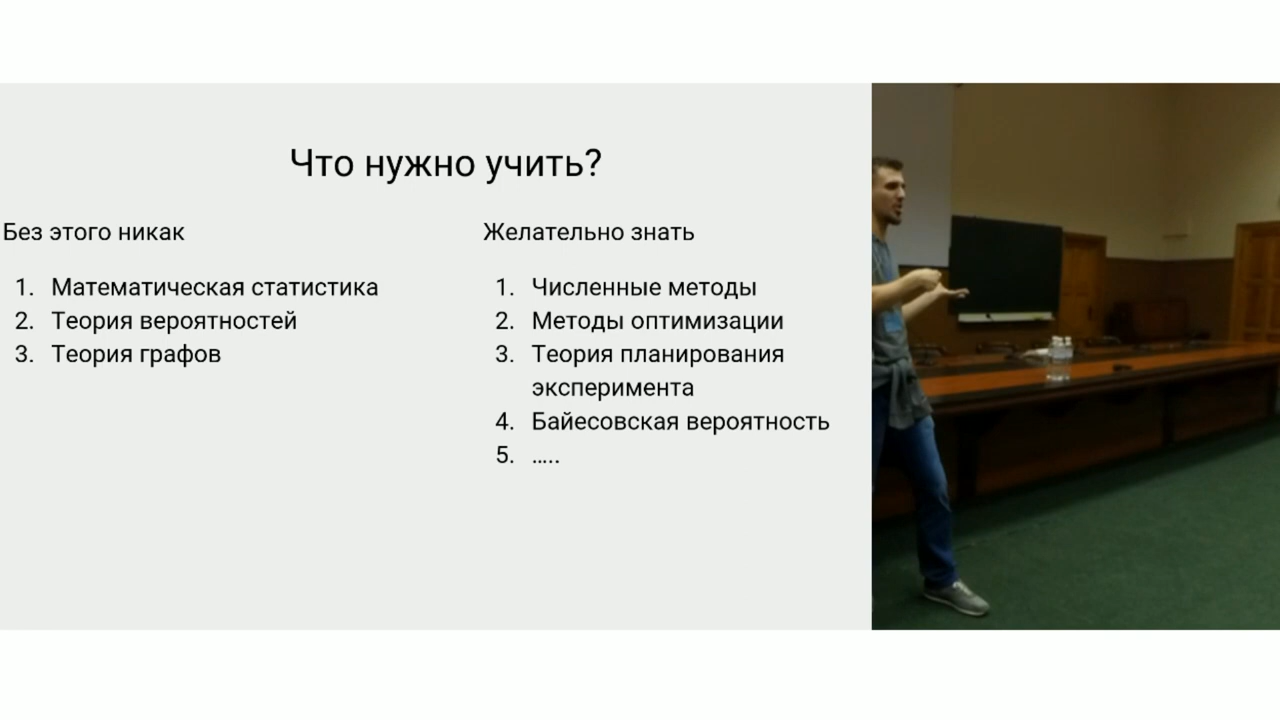 Что нужно учить?
Без этого никак
1. Математическая статистика
2. Теория вероятностей
3. Теория графов
Желательно знать
1. Численные методы
2. Методы оптимизации
3. Теория планирования
эксперимента
4. Байесовская вероятность
5. .....